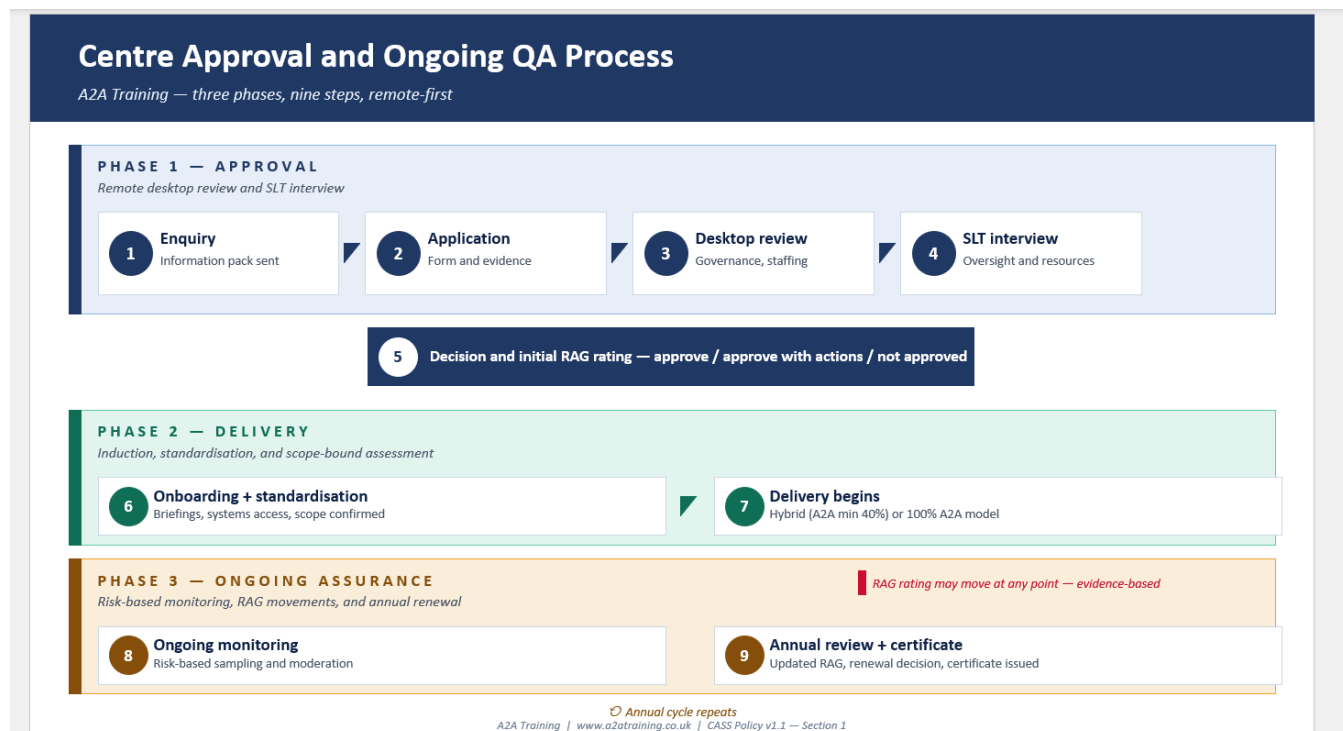 Centre Approval and Ongoing QA Process
A2A Training — three phases, nine steps, remote-first
PHASE 1 — APPROVAL
Remote desktop review and SLT interview
1
Enquiry
Information pack sent
2
Application
Form and evidence
3
Desktop review
Governance, staffing
4
SLT interview
Oversight and resources
5
Decision and initial RAG rating — approve / approve with actions / not approved
PHASE 2 — DELIVERY
Induction, standardisation, and scope-bound assessment
6
Onboarding + standardisation
Briefings, systems access, scope confirmed
7
Delivery begins
Hybrid (A2A min 40%) or 100% A2A model
PHASE 3 — ONGOING ASSURANCE
Risk-based monitoring, RAG movements, and annual renewal
RAG rating may move at any point — evidence-based
8
Ongoing monitoring
Risk-based sampling and moderation
9
Annual review + certificate
Updated RAG, renewal decision, certificate issued
Annual cycle repeats
A2A Training | www.a2atraining.co.uk | CASS Policy v1.1 — Section 1